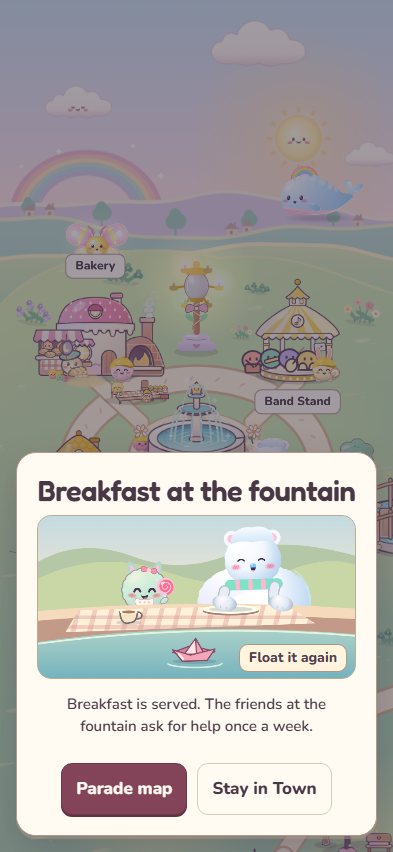 Bakery
Band Stand
Breakfast at the fountain
Float it again
Breakfast is served. The friends at the
fountain ask for help once a week.
Parade map
Stay in Town